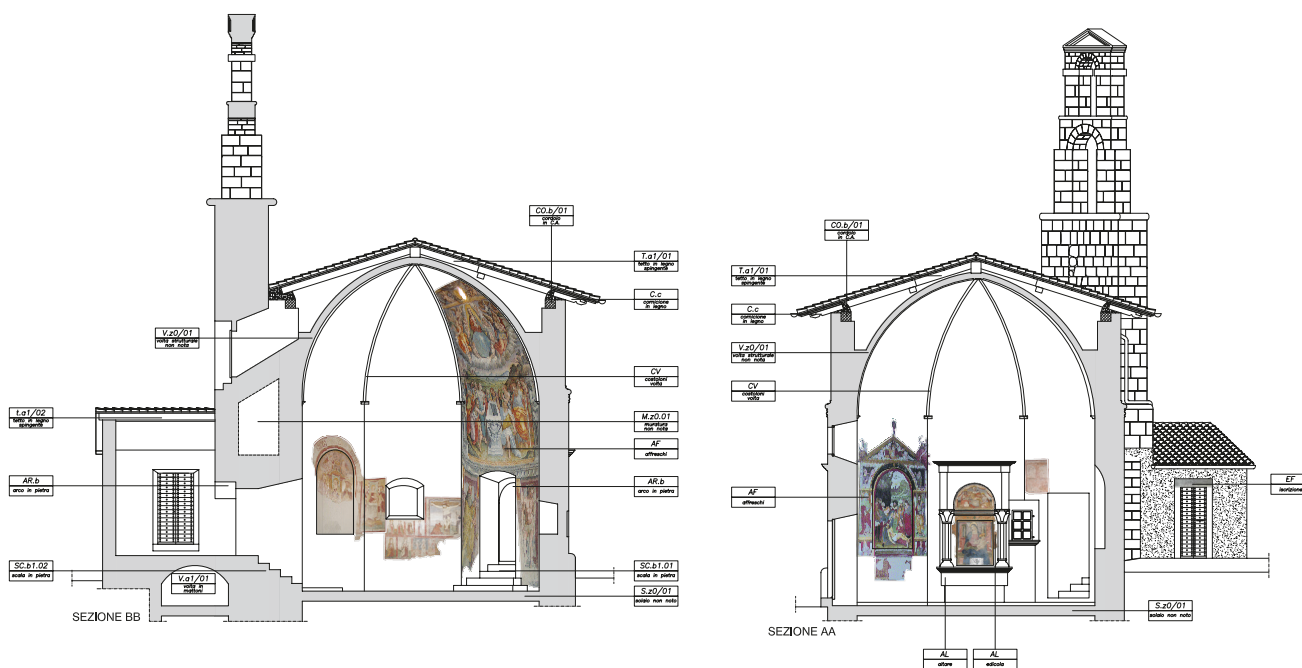 CO.b/01
cordolo
in C.A.
T.a1/01
tetto in legno
spingente
C.c
cornicione
in legno
V.z0/01
volta strutturale
non nota
CV
costoloni
volta
t.a1/02
tetto in legno
spingente
M.z0.01
muratura
non nota
AF
affreschi
AR.b
arco in pietra
AR.b
arco in pietra
SC.b1.02
scala in pietra
V.a1/01
volta in
mattoni
SC.b1.01
scala in pietra
S.z0/01
solaio non noto
SEZIONE BB
CO.b/01
cordolo
in C.A.
T.a1/01
tetto in legno
spingente
C.c
cornicione
in legno
V.z0/01
volta strutturale
non nota
CV
costoloni
volta
AF
affreschi
EF
iscrizione
S.z0/01
solaio non noto
SEZIONE AA
AL
altare
AL
edicola